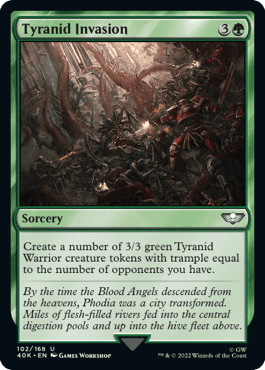 Tyranid Invasion 3
Sorcery
Create a number of 3/3 green Tyranid
Warrior creature tokens with trample equal
to the number of opponents you have.
By the time the Blood Angels descended from
the heavens, Phodia was a city transformed.
Miles of flesh-filled rivers fed into the central
digestion pools and up into the hive fleet above.
102/168 U
40K • EN GAMES WORKSHOP
© GW
™ & © 2022 Wizards of the Coast